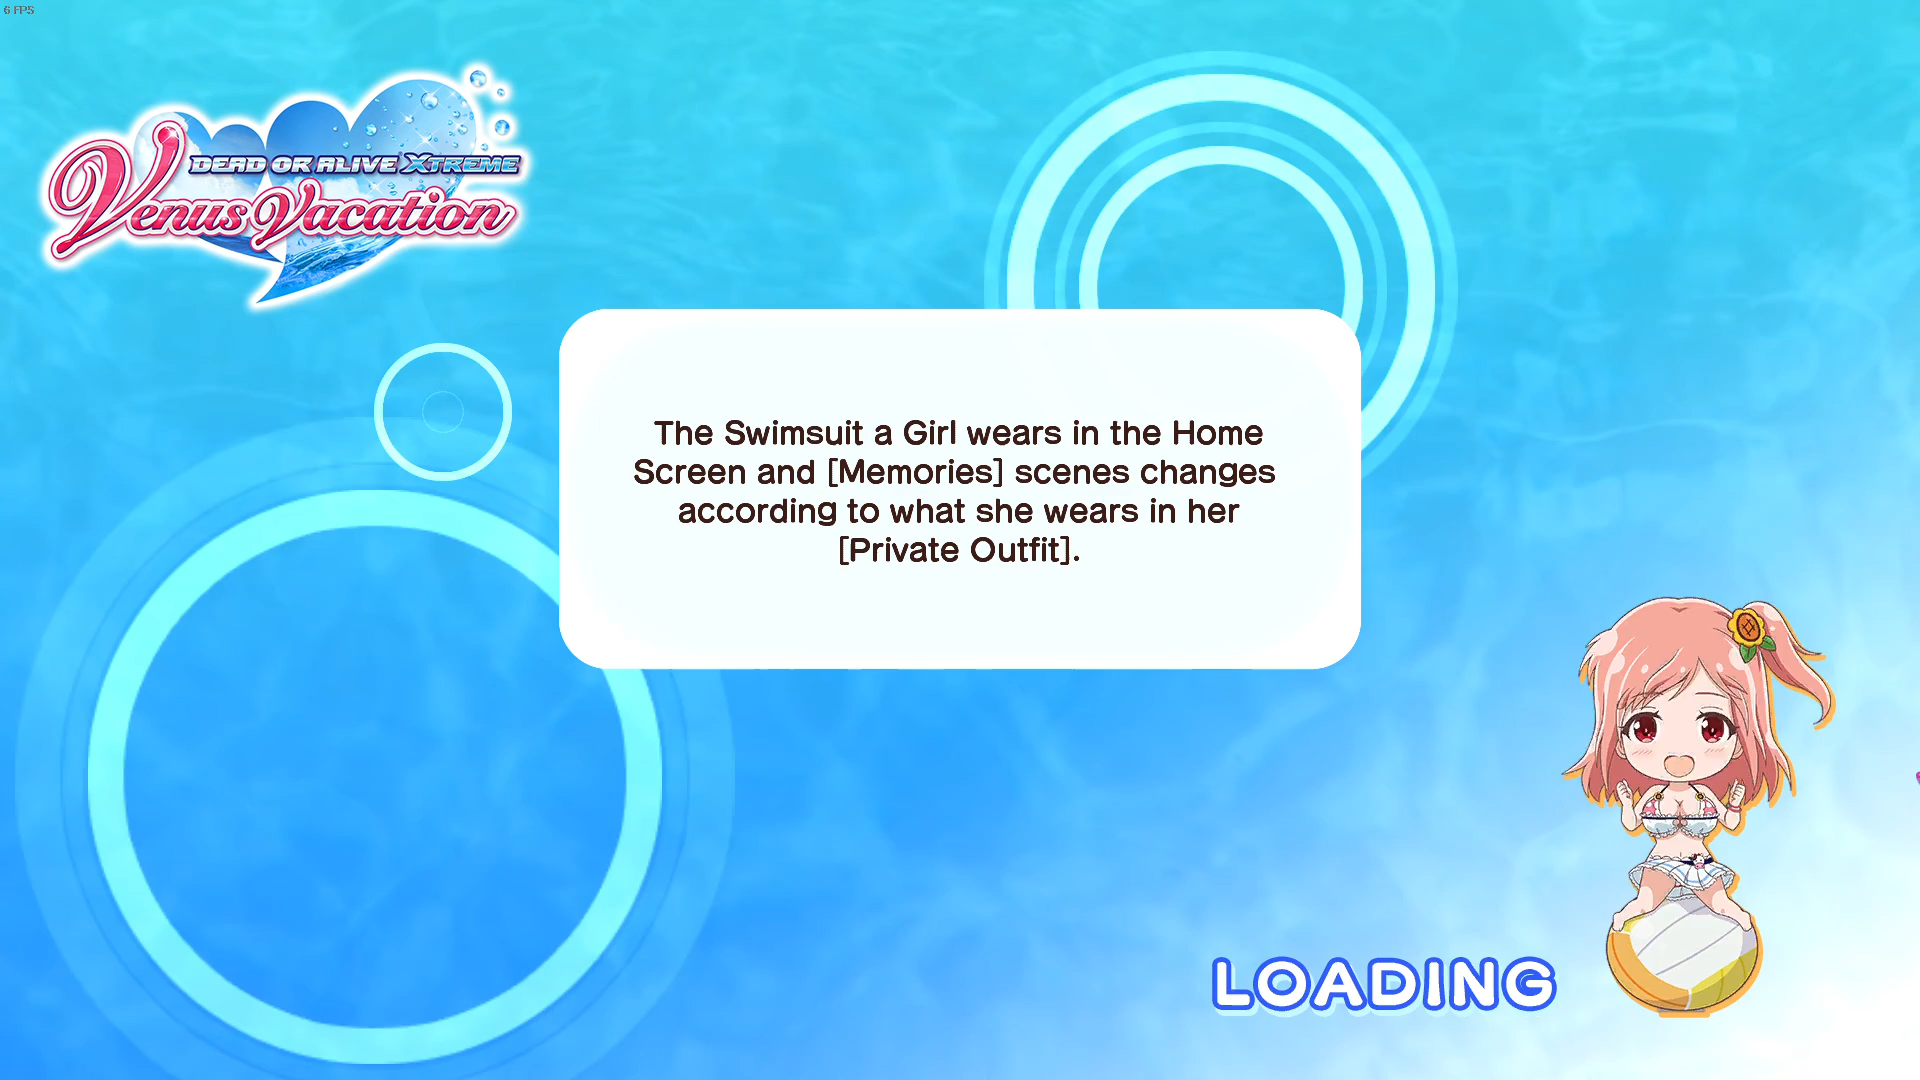 6 FPS
DEAD OR ALIVE XTREME
Venus Vacation
The Swimsuit a Girl wears in the Home
Screen and [Memories] scenes changes
according to what she wears in her
[Private Outfit].
LOADING